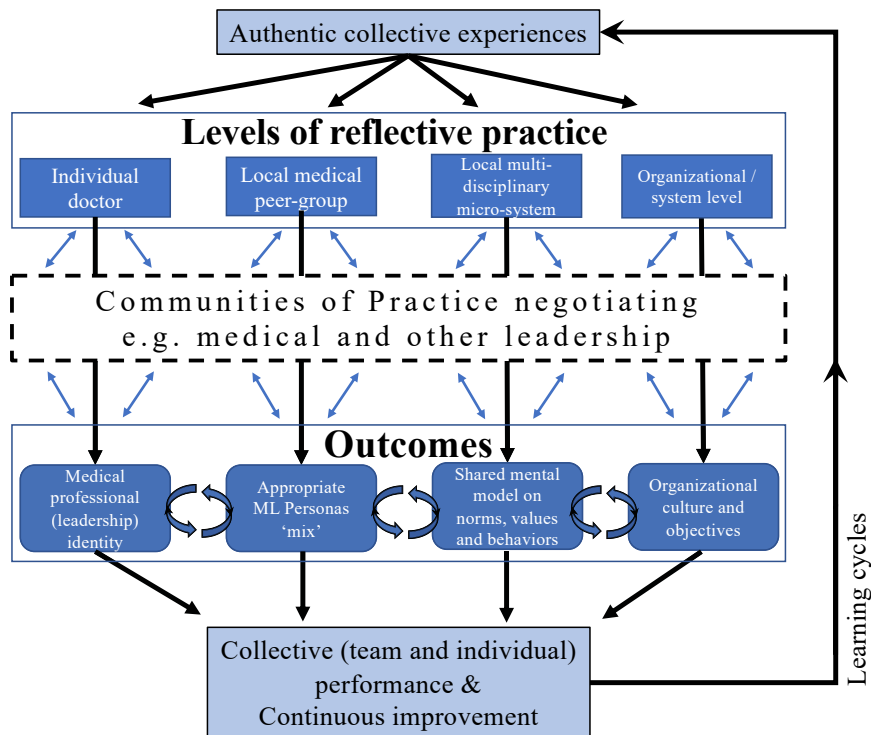 Authentic collective experiences
Levels of reflective practice
Individual
doctor
Local medical
peer-group
Local multi-
disciplinary
micro-system
Organizational /
system level
Communities of Practice negotiating
e.g. medical and other leadership
Outcomes
Medical
professional
(leadership)
identity
Appropriate
ML Personas
‘mix’
Shared mental
model on
norms, values
and behaviors
Organizational
culture and
objectives
Collective (team and individual)
performance &
Continuous improvement
Learning cycles